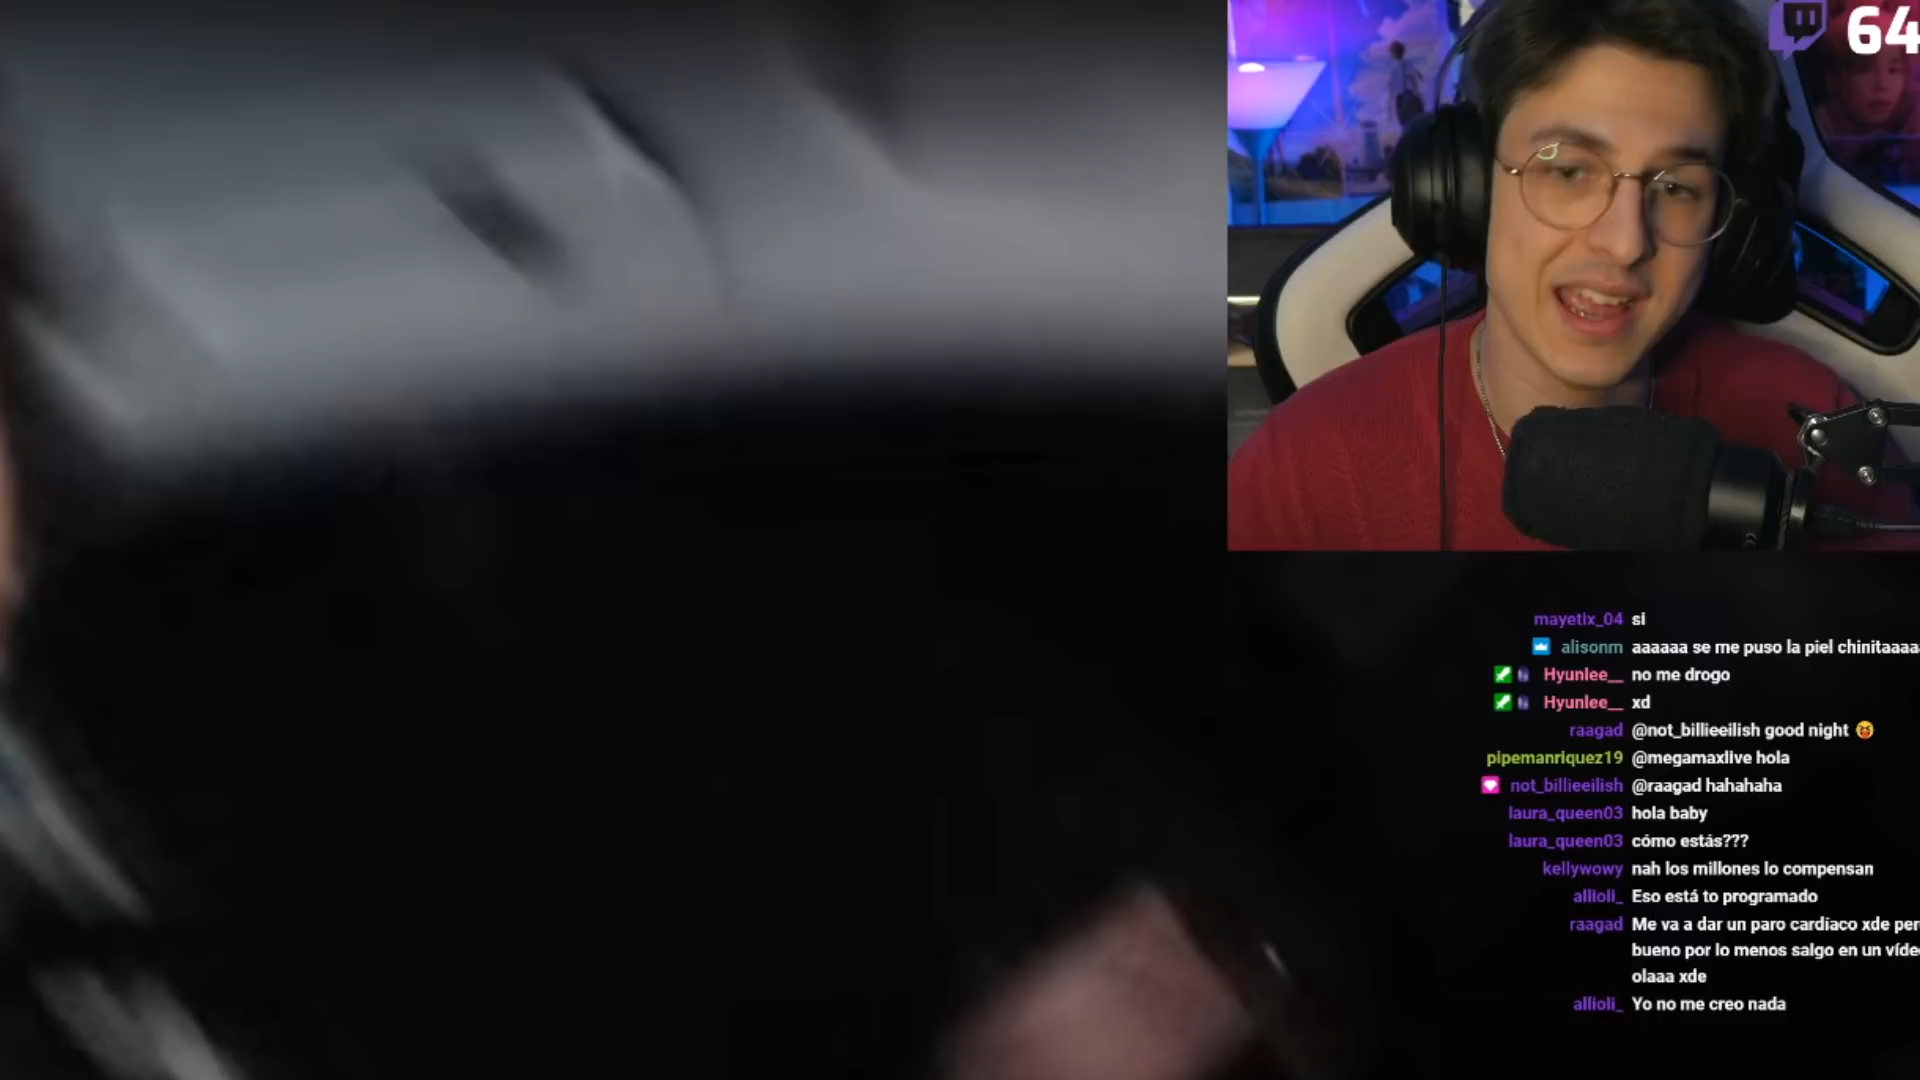 64
mayetix_04 si
alisonm aaaaaa se me puso la piel chinitaaaa
Hyunlee__ no me drogo
Hyunlee__ xd
raagad @not_billieeilish good night
pipemanriquez19 @megamaxlive hola
not_billieeilish @raagad hahahaha
laura_queen03 hola baby
laura_queen03 cómo estás???
kellywowy nah los millones lo compensan
allioli_ Eso está to programado
raagad Me va a dar un paro cardíaco xde per
bueno por lo menos salgo en un víde
olaaa xde
allioli_ Yo no me creo nada